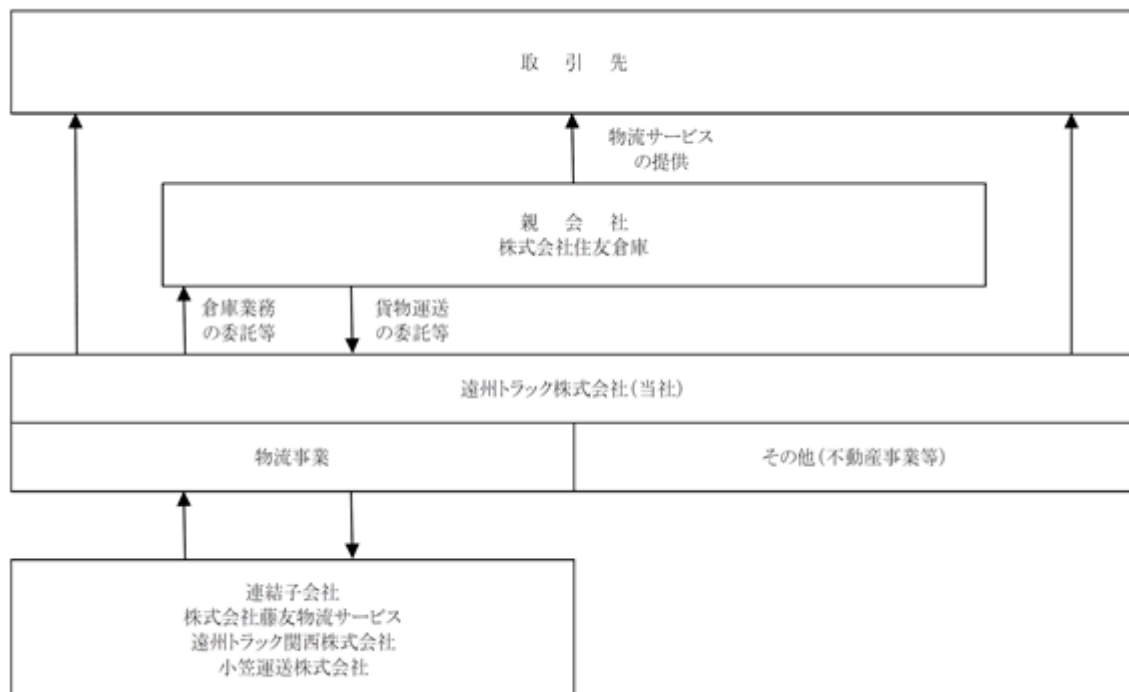 取 引 先
物流サービス
の提供
親 会 社
株式会社住友倉庫
倉庫業務
の委託等
貨物運送
の委託等
遠州トラック株式会社(当社)
物流事業
その他(不動産事業等)
連結子会社
株式会社藤友物流サービス
遠州トラック関西株式会社
小笠運送株式会社